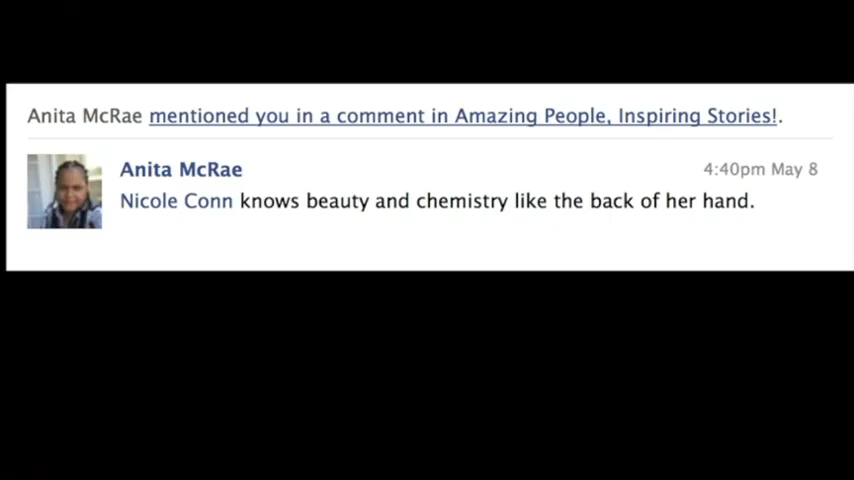 Anita McRae mentioned you in a comment in Amazing People, Inspiring Stories!.
Anita McRae 4:40pm May 8
Nicole Conn knows beauty and chemistry like the back of her hand.